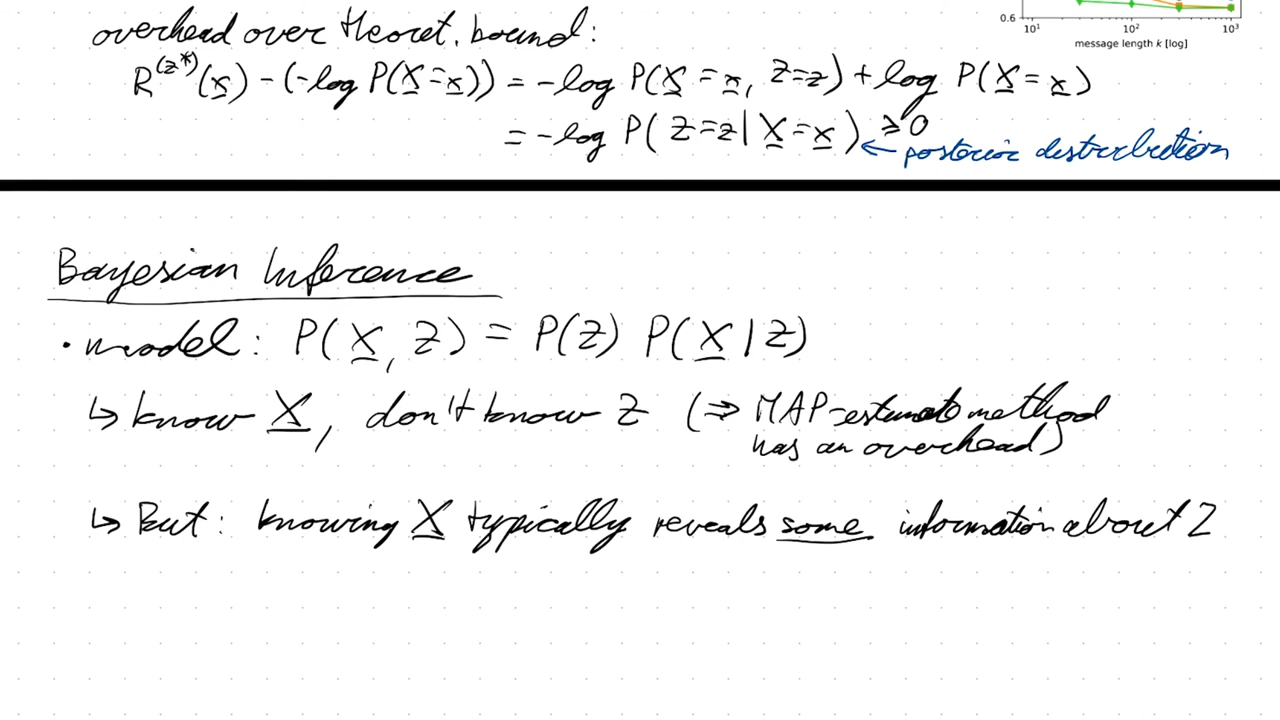 overhead over theoret. bound:
0.6
10¹ 10² 10³
message length k [log]
R^(z*)(x) - (-log P(X=x)) = -log P(X=x, Z=z) + log P(X=x)
= -log P(Z=z|X=x) ≥0
← posterior distribution
Bayesian Inference
• model: P(X, Z) = P(Z) P(X|Z)
↳ know X, don't know Z (⇒ MAP-estimate method
has an overhead)
↳ But: knowing X typically reveals some information about Z